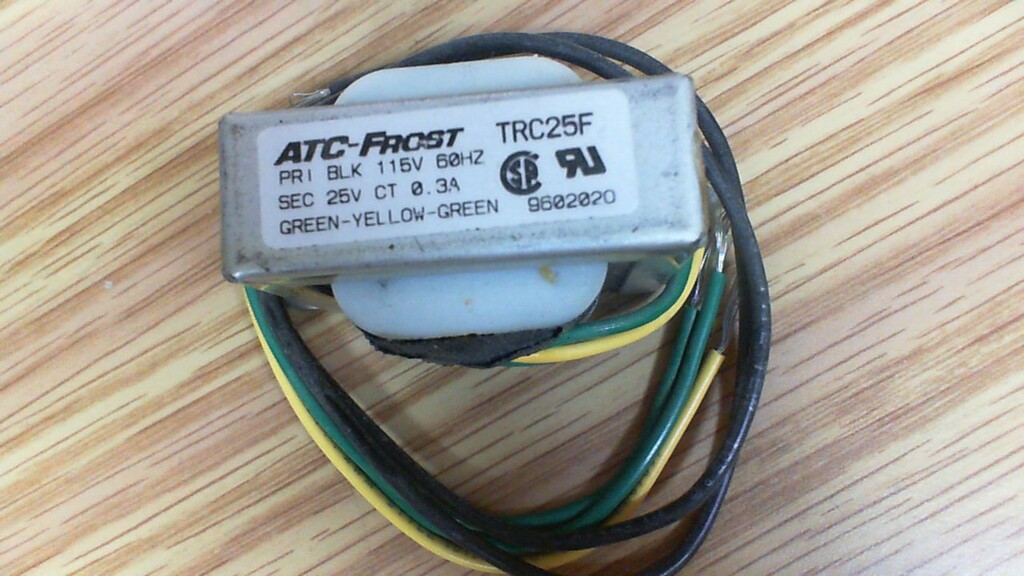 ATC-FROST TRC25F
PRI BLK 115V 60HZ
SEC 25V CT 0.3A
GREEN-YELLOW-GREEN 9602020